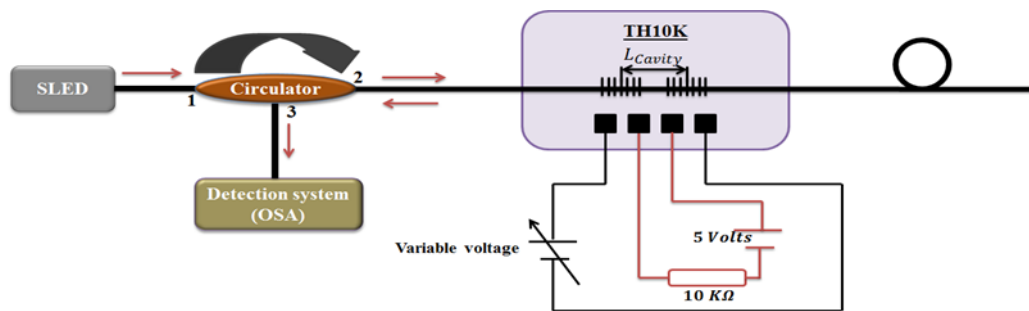 TH10K
L_Cavity
SLED
Circulator
1
2
3
Detection system
(OSA)
Variable voltage
5 Volts
10 KΩ